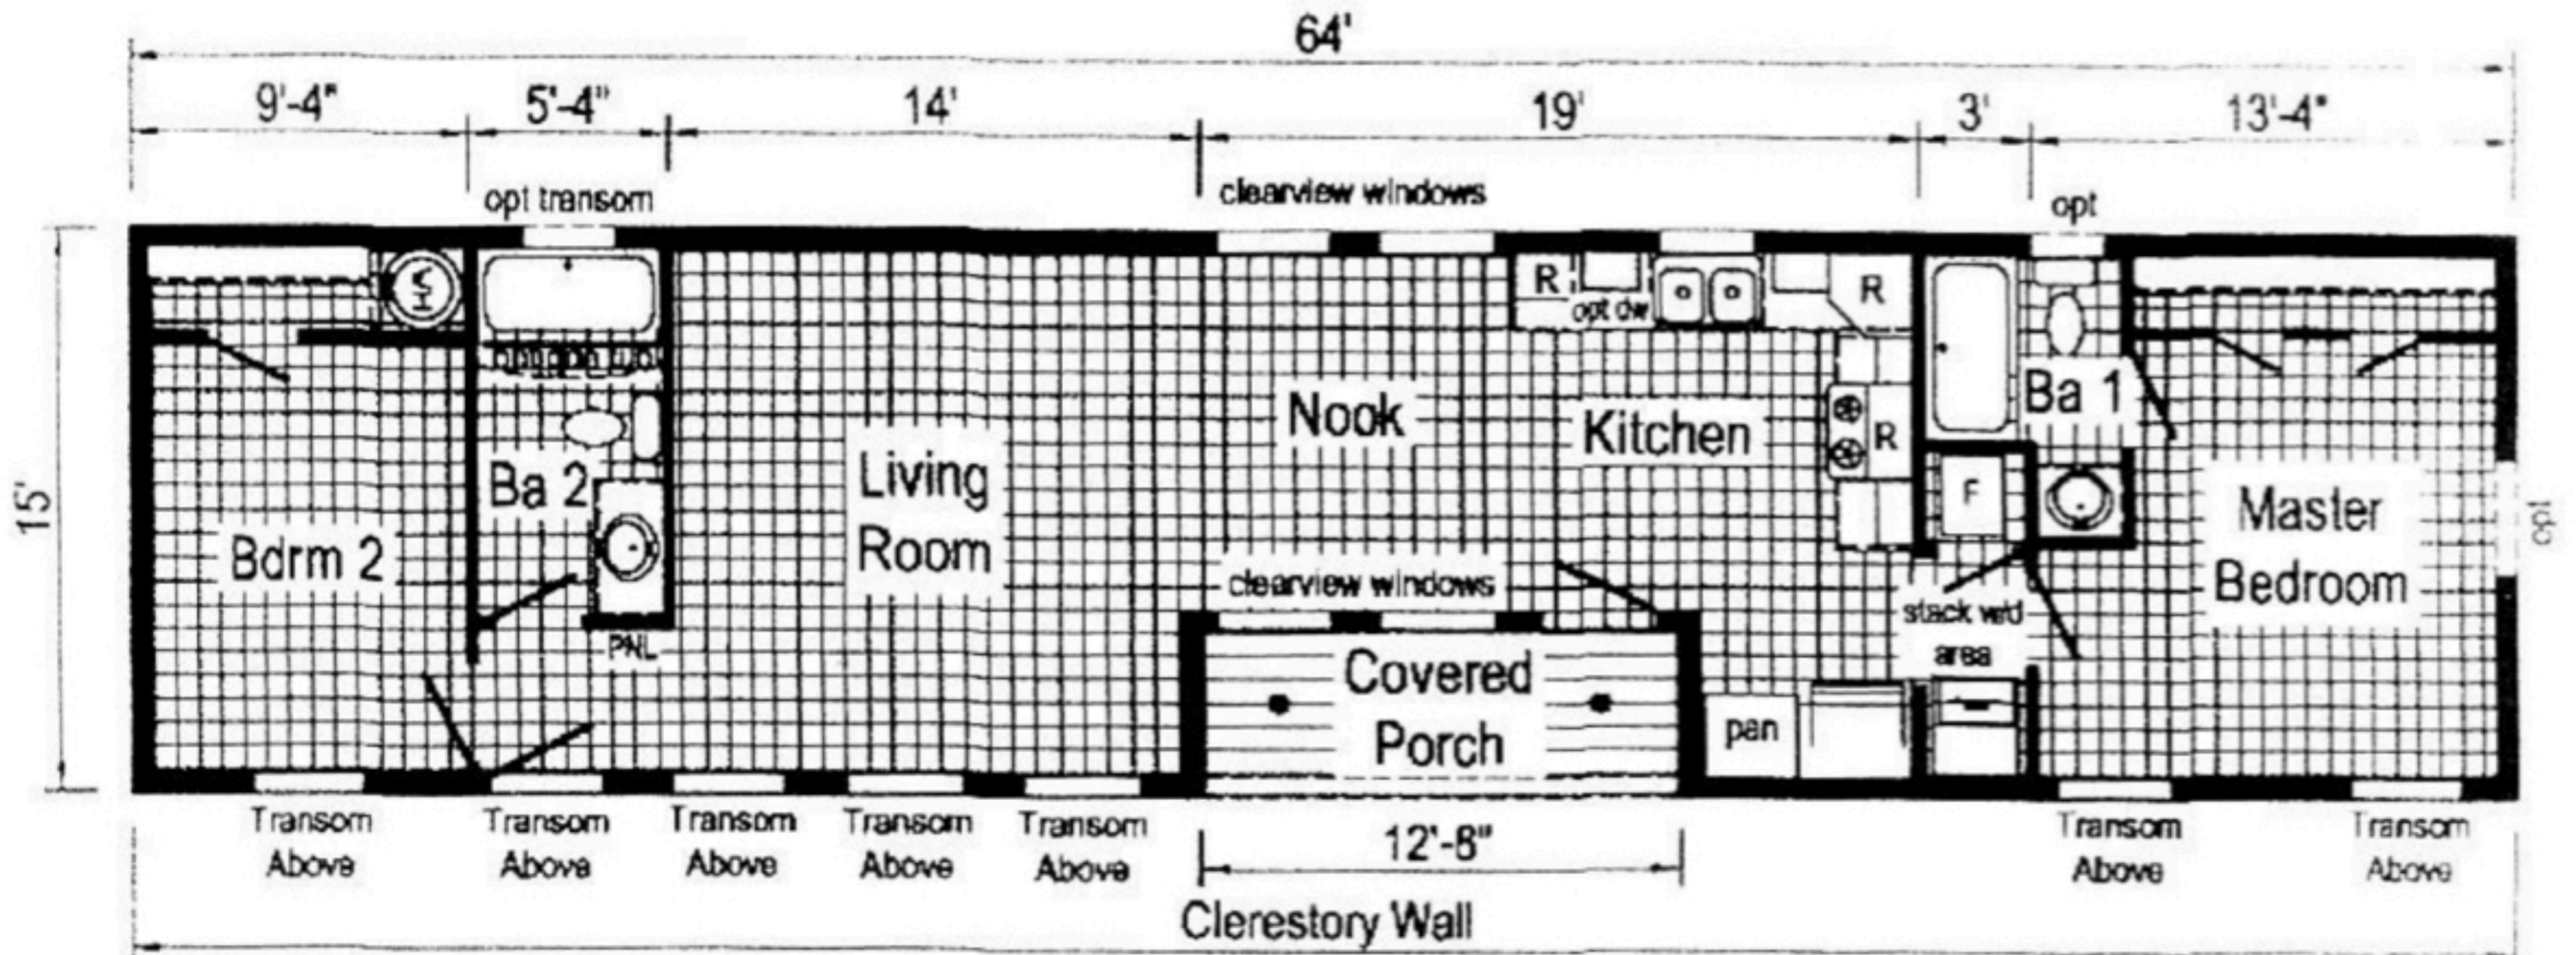 64'
9'-4" 5'-4" 14' 19' 3' 13'-4"
opt transom clearview windows opt
R R
opt dw
WH
Nook Kitchen Ba 1
R
Living
Room
Ba 2 F Master
Bedroom
15' Bdrm 2 opt
clearview windows
stack w/d
area
PNL
Covered
Porch
pan
Transom Transom Transom Transom Transom Transom Transom
Above Above Above Above Above Above Above
12'-8"
Clerestory Wall